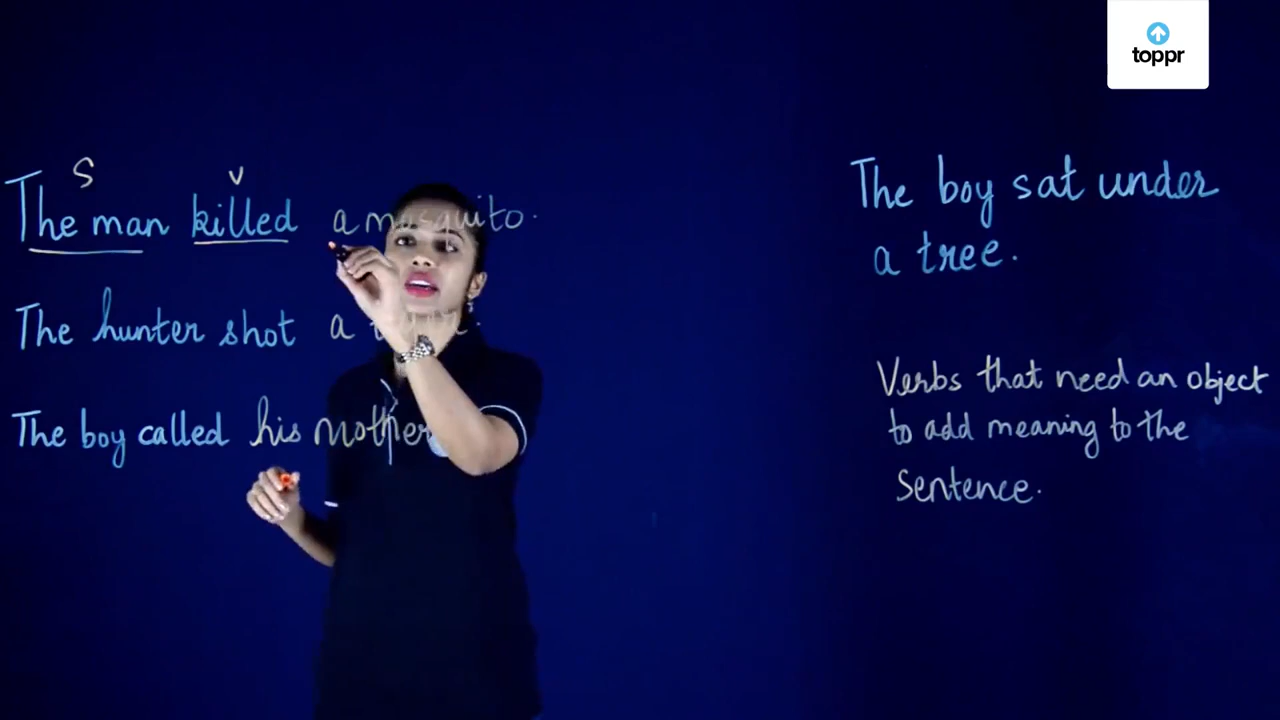 toppr
S
v
The man killed a mosquito.
The hunter shot a
The boy called his mother
The boy sat under
a tree.
Verbs that need an object
to add meaning to the
sentence.